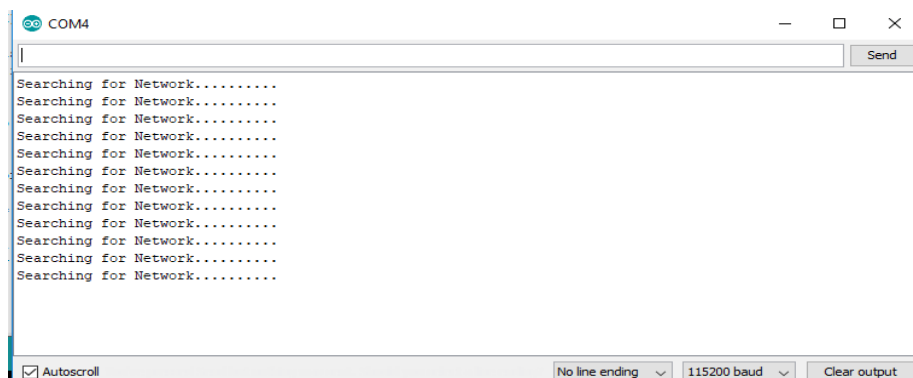 COM4
Send
Searching for Network..........
Searching for Network..........
Searching for Network..........
Searching for Network..........
Searching for Network..........
Searching for Network..........
Searching for Network..........
Searching for Network..........
Searching for Network..........
Searching for Network..........
Searching for Network..........
Searching for Network..........
Autoscroll No line ending 115200 baud Clear output